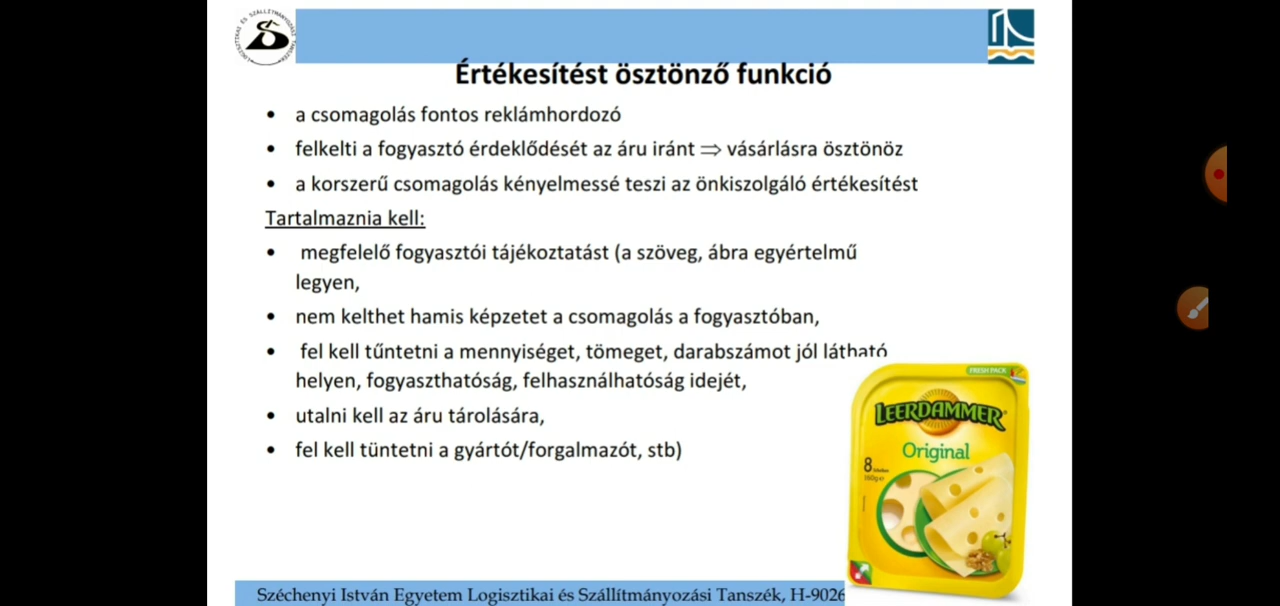 Értékesítést ösztönző funkció
• a csomagolás fontos reklámhordozó
• felkelti a fogyasztó érdeklődését az áru iránt ⇒ vásárlásra ösztönöz
• a korszerű csomagolás kényelmessé teszi az önkiszolgáló értékesítést
Tartalmaznia kell:
• megfelelő fogyasztói tájékoztatást (a szöveg, ábra egyértelmű
legyen,
• nem kelthet hamis képzetet a csomagolás a fogyasztóban,
• fel kell tűntetni a mennyiséget, tömeget, darabszámot jól látható
helyen, fogyaszthatóság, felhasználhatóság idejét,
• utalni kell az áru tárolására,
• fel kell tüntetni a gyártót/forgalmazót, stb)
FRESH PACK
LEERDAMMER
Original
8
160g e
Széchenyi István Egyetem Logisztikai és Szállítmányozási Tanszék, H-9026